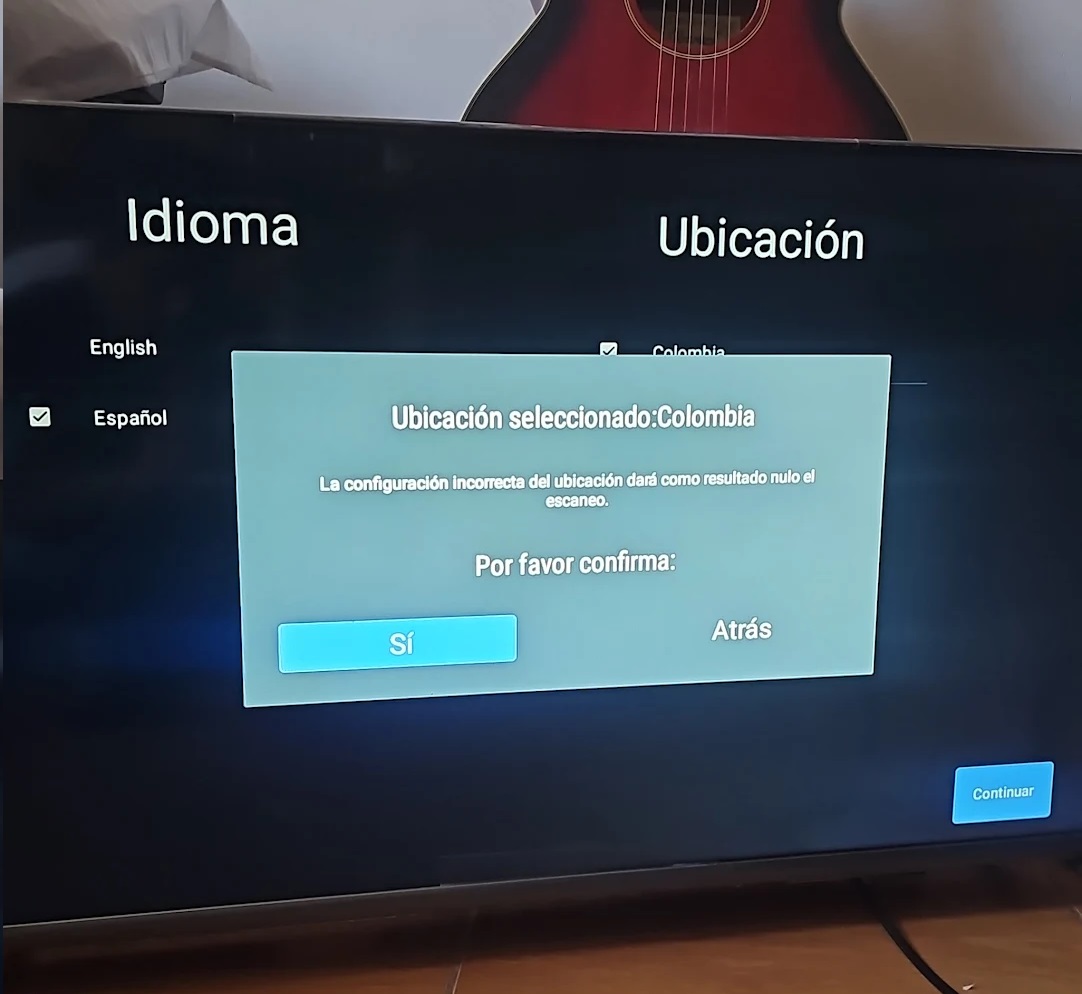 Idioma
Ubicación
English
Colombia
Español
Ubicación seleccionado:Colombia
La configuración incorrecta del ubicación dará como resultado nulo el
escaneo.
Por favor confirma:
Sí
Atrás
Continuar